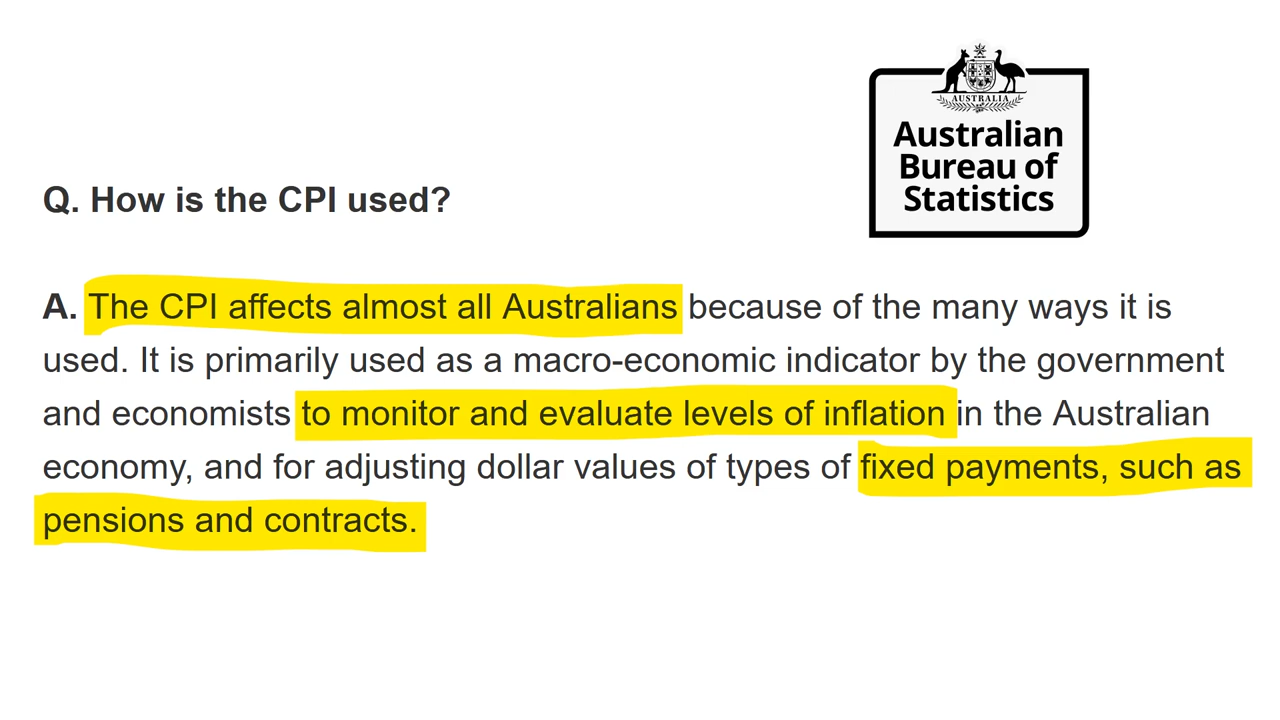 AUSTRALIA
Australian
Bureau of
Statistics
Q. How is the CPI used?
A. The CPI affects almost all Australians because of the many ways it is
used. It is primarily used as a macro-economic indicator by the government
and economists to monitor and evaluate levels of inflation in the Australian
economy, and for adjusting dollar values of types of fixed payments, such as
pensions and contracts.